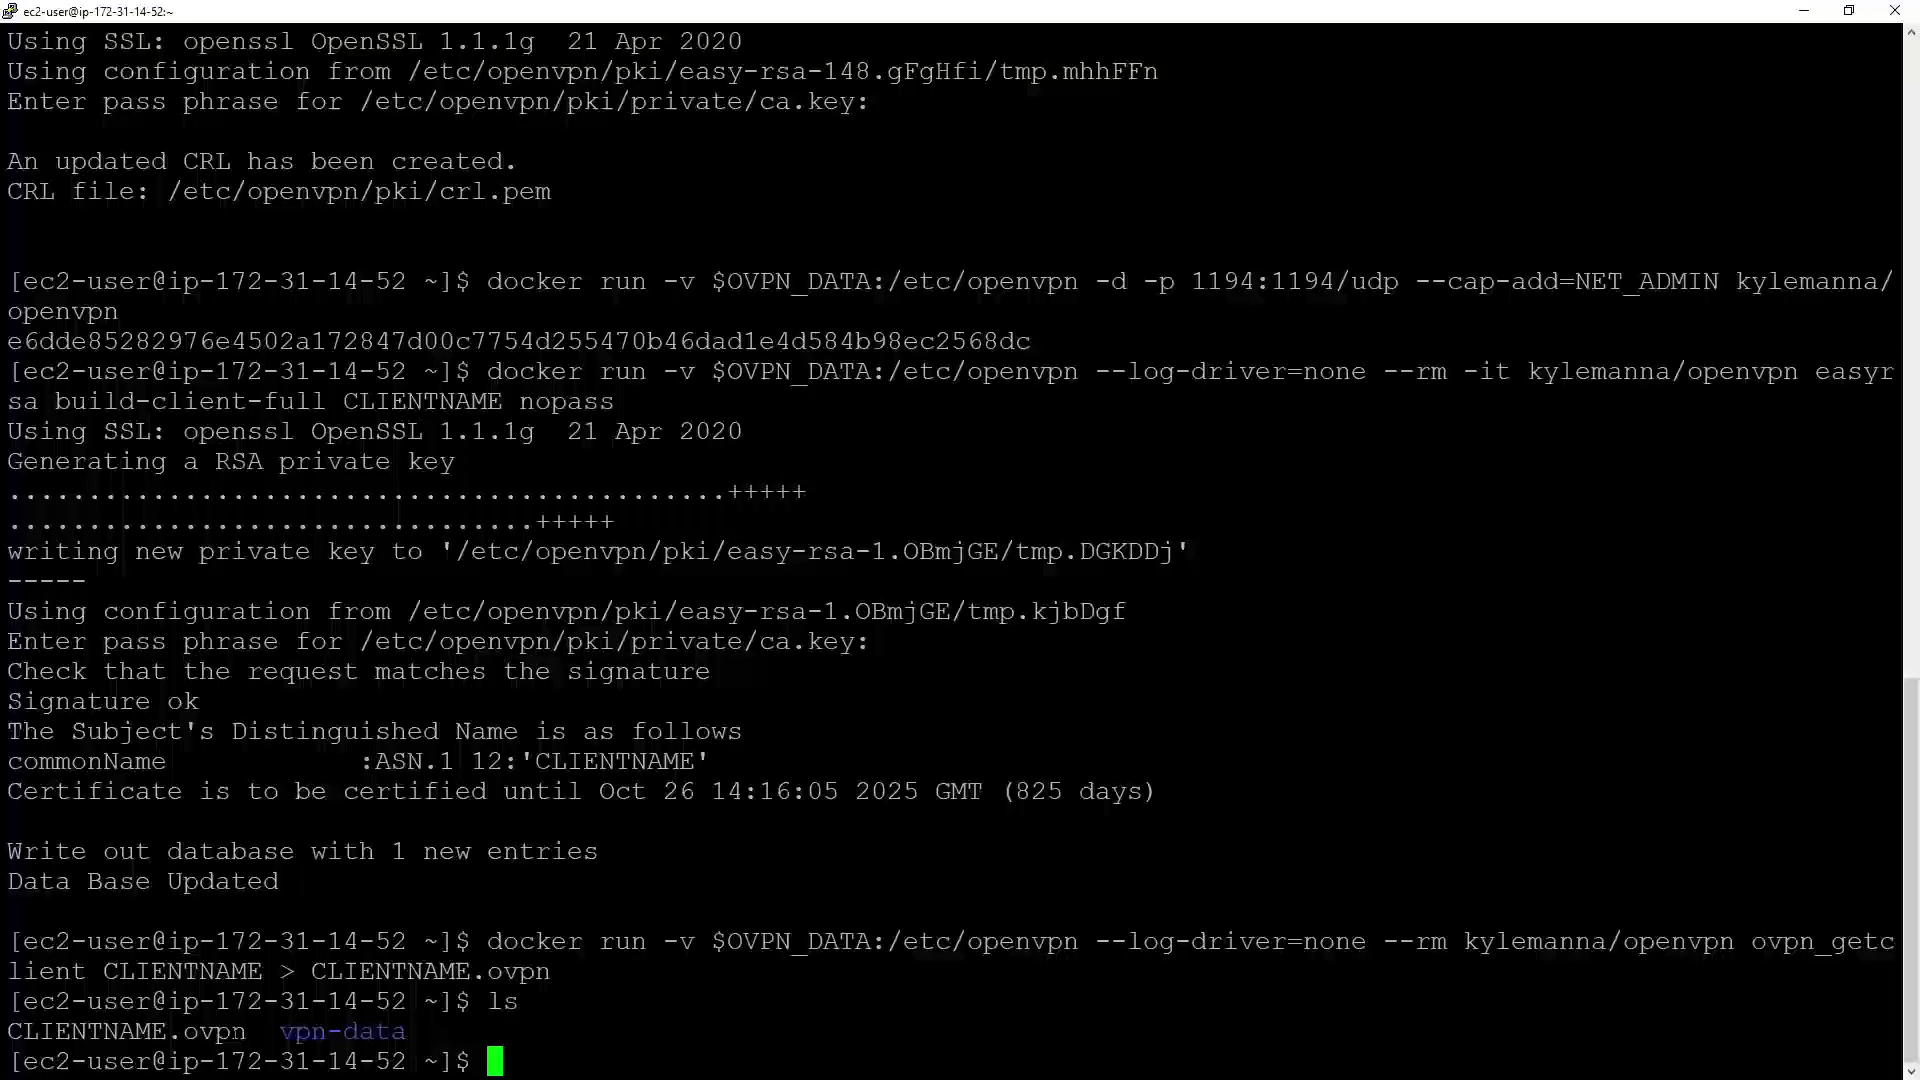 ec2-user@ip-172-31-14-52:~
Using SSL: openssl OpenSSL 1.1.1g  21 Apr 2020
Using configuration from /etc/openvpn/pki/easy-rsa-148.gFgHfi/tmp.mhhFFn
Enter pass phrase for /etc/openvpn/pki/private/ca.key:
An updated CRL has been created.
CRL file: /etc/openvpn/pki/crl.pem
[ec2-user@ip-172-31-14-52 ~]$ docker run -v $OVPN_DATA:/etc/openvpn -d -p 1194:1194/udp --cap-add=NET_ADMIN kylemanna/
openvpn
e6dde85282976e4502a172847d00c7754d255470b46dad1e4d584b98ec2568dc
[ec2-user@ip-172-31-14-52 ~]$ docker run -v $OVPN_DATA:/etc/openvpn --log-driver=none --rm -it kylemanna/openvpn easyr
sa build-client-full CLIENTNAME nopass
Using SSL: openssl OpenSSL 1.1.1g  21 Apr 2020
Generating a RSA private key
.............................................+++++
.................................+++++
writing new private key to '/etc/openvpn/pki/easy-rsa-1.OBmjGE/tmp.DGKDDj'
-----
Using configuration from /etc/openvpn/pki/easy-rsa-1.OBmjGE/tmp.kjbDgf
Enter pass phrase for /etc/openvpn/pki/private/ca.key:
Check that the request matches the signature
Signature ok
The Subject's Distinguished Name is as follows
commonName            :ASN.1 12:'CLIENTNAME'
Certificate is to be certified until Oct 26 14:16:05 2025 GMT (825 days)
Write out database with 1 new entries
Data Base Updated
[ec2-user@ip-172-31-14-52 ~]$ docker run -v $OVPN_DATA:/etc/openvpn --log-driver=none --rm kylemanna/openvpn ovpn_getc
lient CLIENTNAME > CLIENTNAME.ovpn
[ec2-user@ip-172-31-14-52 ~]$ ls
CLIENTNAME.ovpn  vpn-data
[ec2-user@ip-172-31-14-52 ~]$